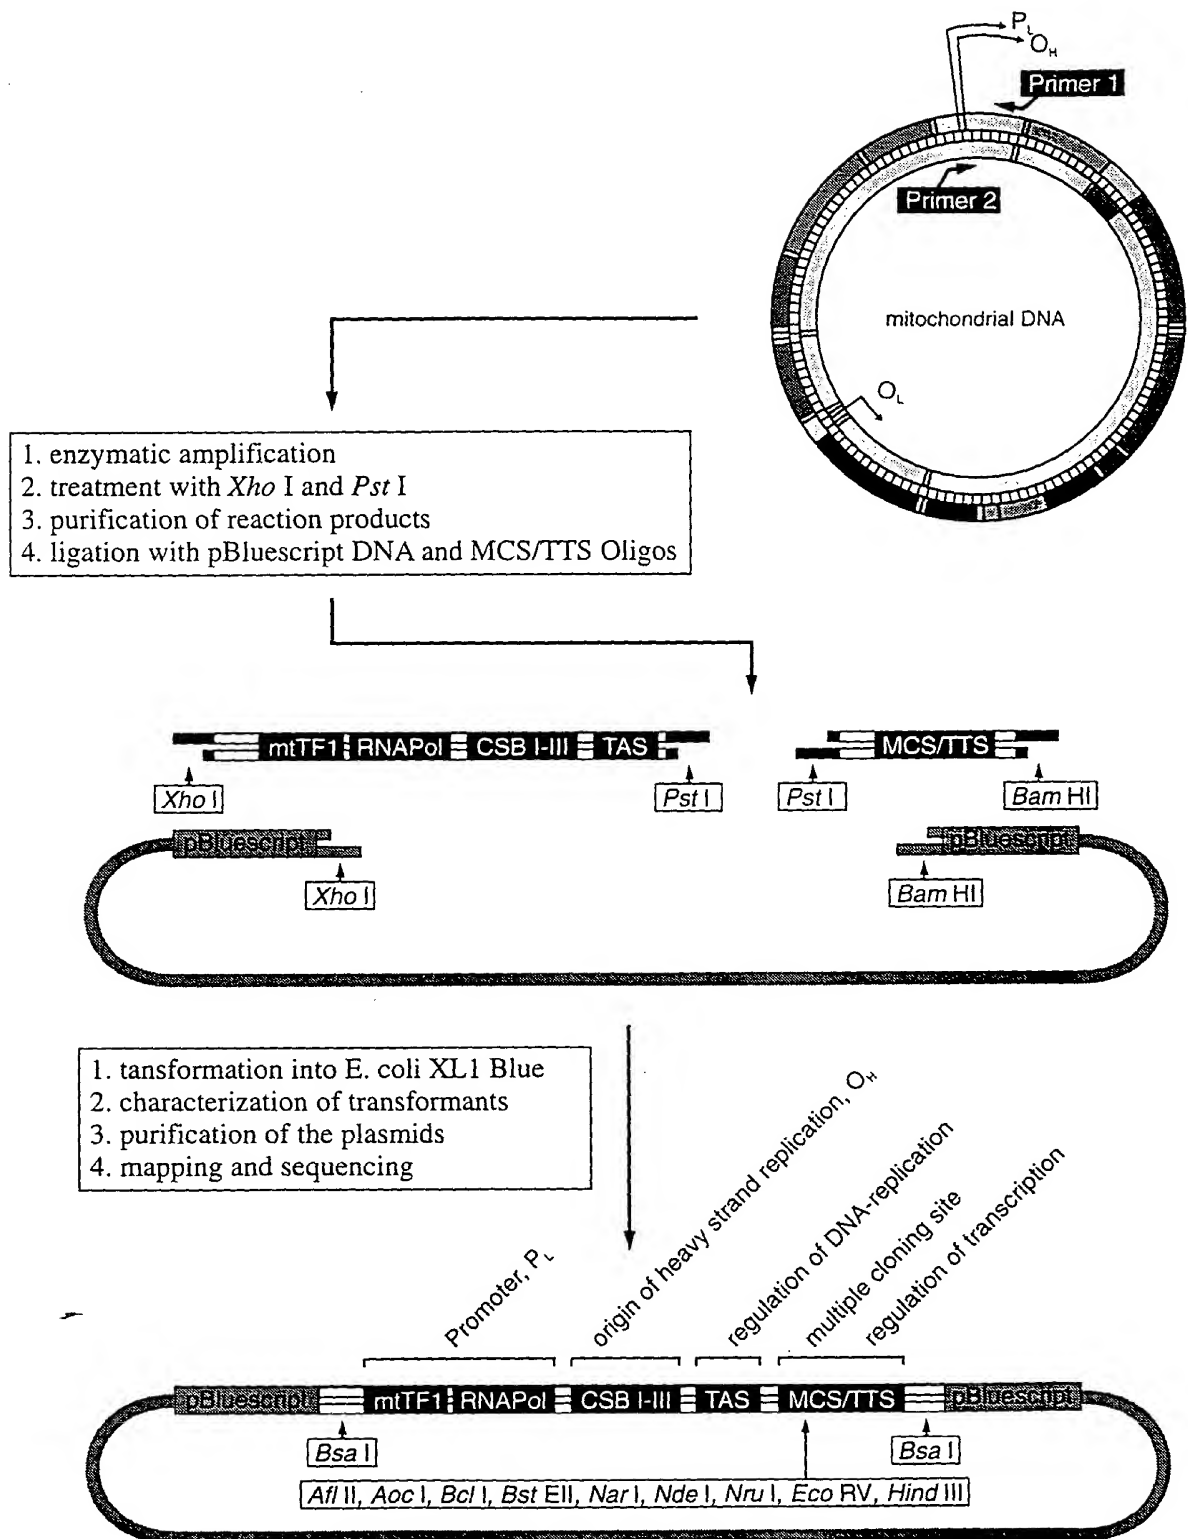 P_L
O_H
Primer 1
Primer 2
mitochondrial DNA
O_L
1. enzymatic amplification
2. treatment with Xho I and Pst I
3. purification of reaction products
4. ligation with pBluescript DNA and MCS/TTS Oligos
mtTF1 RNAPol CSB I-III TAS
MCS/TTS
Xho I
Pst I
Pst I
Bam HI
pBluescript
pBluescript
Xho I
Bam HI
1. tansformation into E. coli XL1 Blue
2. characterization of transformants
3. purification of the plasmids
4. mapping and sequencing
Promoter, P_L
origin of heavy strand replication, O_H
regulation of DNA-replication
multiple cloning site
regulation of transcription
pBluescript mtTF1 RNAPol CSB I-III TAS MCS/TTS pBluescript
Bsa I
Bsa I
Afl II, Aoc I, Bcl I, Bst EII, Nar I, Nde I, Nru I, Eco RV, Hind III